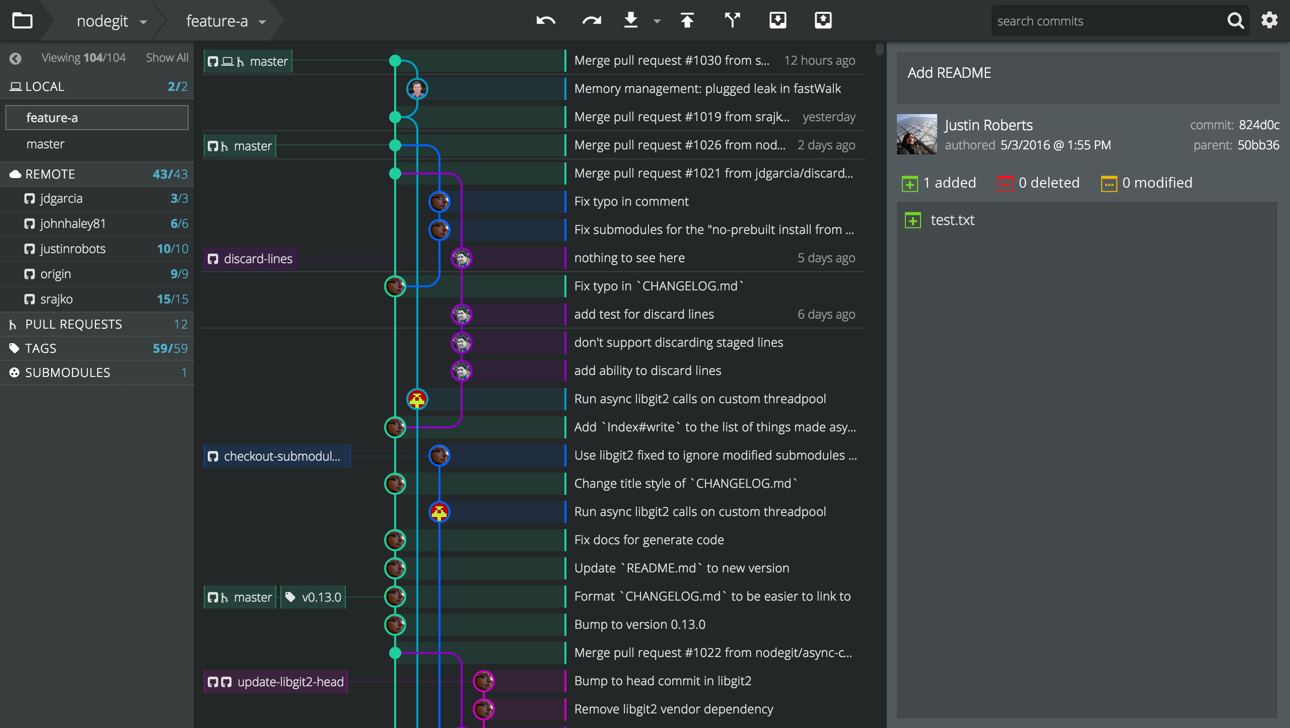 nodegit
feature-a
search commits
Viewing 104/104 Show All
LOCAL 2/2
feature-a
master
REMOTE 43/43
jdgarcia 3/3
johnhaley81 6/6
justinrobots 10/10
origin 9/9
srajko 15/15
PULL REQUESTS 12
TAGS 59/59
SUBMODULES 1
master Merge pull request #1030 from s... 12 hours ago
Memory management: plugged leak in fastWalk
Merge pull request #1019 from srajk... yesterday
master Merge pull request #1026 from nod... 2 days ago
Merge pull request #1021 from jdgarcia/discard...
Fix typo in comment
Fix submodules for the "no-prebuilt install from ...
discard-lines nothing to see here 5 days ago
Fix typo in `CHANGELOG.md`
add test for discard lines 6 days ago
don't support discarding staged lines
add ability to discard lines
Run async libgit2 calls on custom threadpool
Add `Index#write` to the list of things made asy...
checkout-submodul... Use libgit2 fixed to ignore modified submodules ...
Change title style of `CHANGELOG.md`
Run async libgit2 calls on custom threadpool
Fix docs for generate code
Update `README.md` to new version
master v0.13.0 Format `CHANGELOG.md` to be easier to link to
Bump to version 0.13.0
Merge pull request #1022 from nodegit/async-c...
update-libgit2-head Bump to head commit in libgit2
Remove libgit2 vendor dependency
Add README
Justin Roberts commit: 824d0c
authored 5/3/2016 @ 1:55 PM parent: 50bb36
1 added 0 deleted 0 modified
test.txt